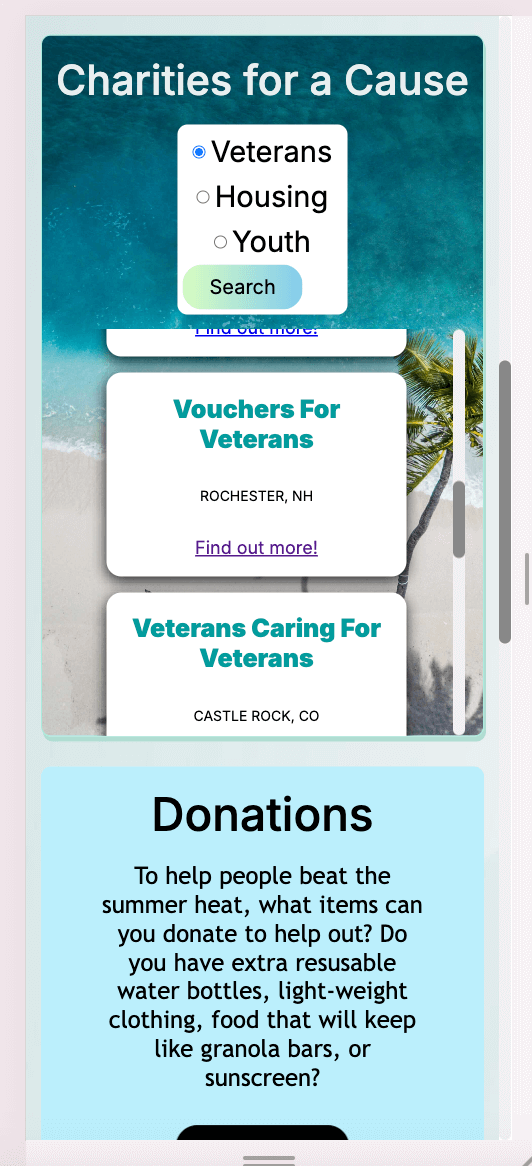 Charities for a Cause
Veterans
Housing
Youth
Search
Find out more!
Vouchers For
Veterans
ROCHESTER, NH
Find out more!
Veterans Caring For
Veterans
CASTLE ROCK, CO
Donations
To help people beat the
summer heat, what items can
you donate to help out? Do
you have extra resusable
water bottles, light-weight
clothing, food that will keep
like granola bars, or
sunscreen?